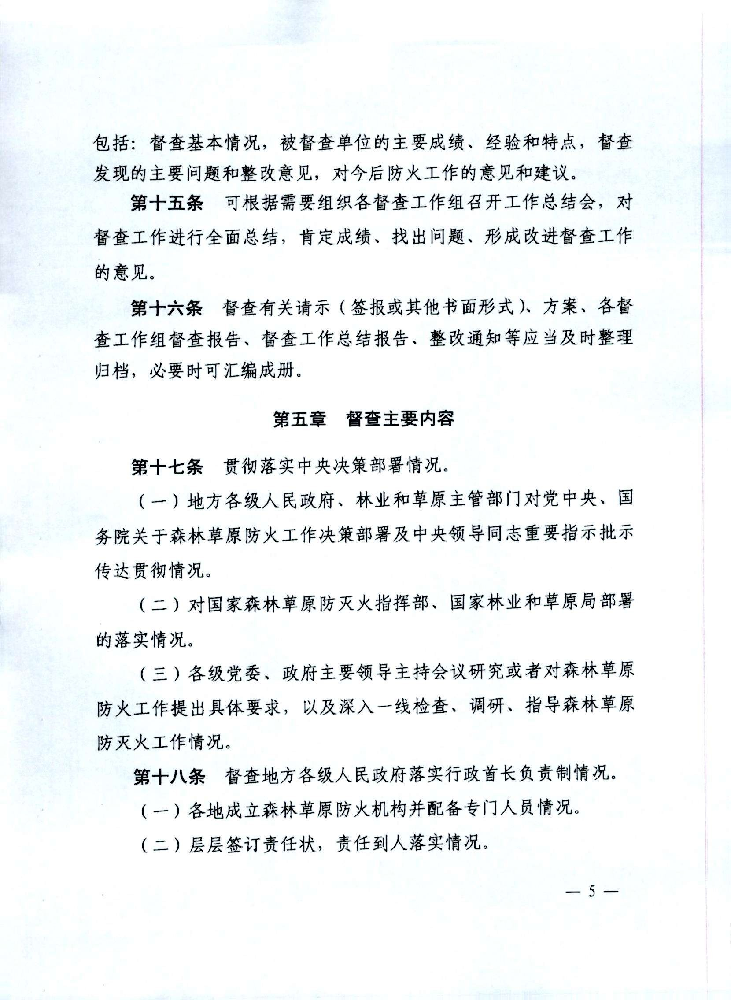 包括：督查基本情况，被督查单位的主要成绩、经验和特点，督查
发现的主要问题和整改意见，对今后防火工作的意见和建议。
第十五条　可根据需要组织各督查工作组召开工作总结会，对
督查工作进行全面总结，肯定成绩、找出问题、形成改进督查工作
的意见。
第十六条　督查有关请示（签报或其他书面形式）、方案、各督
查工作组督查报告、督查工作总结报告、整改通知等应当及时整理
归档，必要时可汇编成册。
第五章　督查主要内容
第十七条　贯彻落实中央决策部署情况。
（一）地方各级人民政府、林业和草原主管部门对党中央、国
务院关于森林草原防火工作决策部署及中央领导同志重要指示批示
传达贯彻情况。
（二）对国家森林草原防灭火指挥部、国家林业和草原局部署
的落实情况。
（三）各级党委、政府主要领导主持会议研究或者对森林草原
防火工作提出具体要求，以及深入一线检查、调研、指导森林草原
防灭火工作情况。
第十八条　督查地方各级人民政府落实行政首长负责制情况。
（一）各地成立森林草原防火机构并配备专门人员情况。
（二）层层签订责任状，责任到人落实情况。
— 5 —